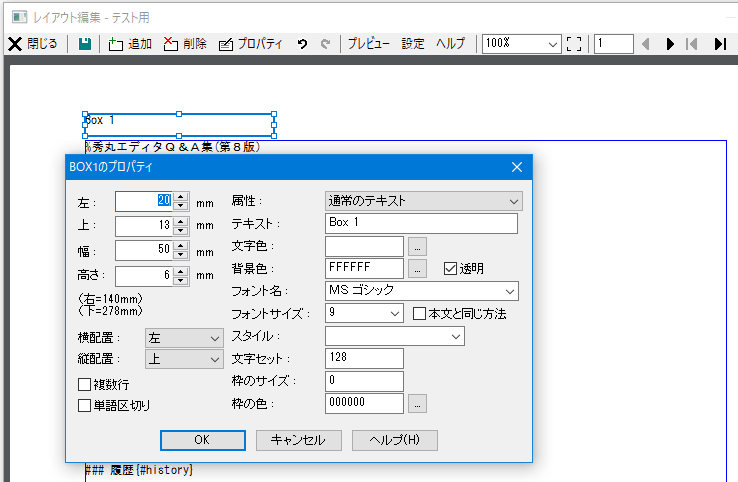 レイアウト編集 - テスト用
閉じる 追加 削除 プロパティ プレビュー 設定 ヘルプ 100% 1
Box 1
%秀丸エディタQ&A集(第8版)
BOX1のプロパティ
左: 20 mm
上: 13 mm
幅: 50 mm
高さ: 6 mm
(右=140mm)
(下=278mm)
横配置: 左
縦配置: 上
複数行
単語区切り
属性: 通常のテキスト
テキスト: Box 1
文字色: ...
背景色: FFFFFF ... 透明
フォント名: MS ゴシック
フォントサイズ: 9 本文と同じ方法
スタイル:
文字セット: 128
枠のサイズ: 0
枠の色: 000000 ...
OK キャンセル ヘルプ(H)
### 履歴{#history}